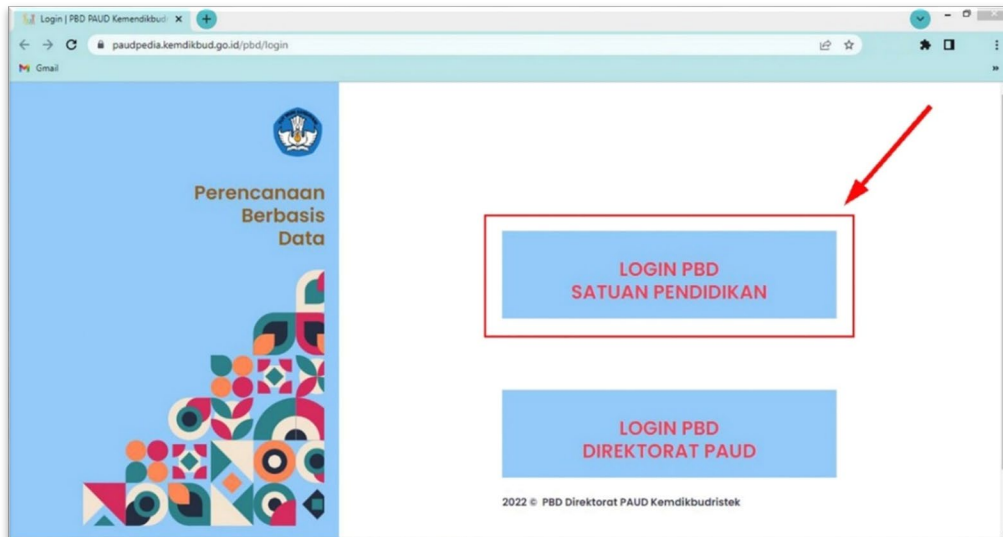 Login | PBD PAUD Kemendikbud
paudpedia.kemdikbud.go.id/pbd/login
Gmail
Perencanaan
Berbasis
Data
LOGIN PBD
SATUAN PENDIDIKAN
LOGIN PBD
DIREKTORAT PAUD
2022 © PBD Direktorat PAUD Kemdikbudristek